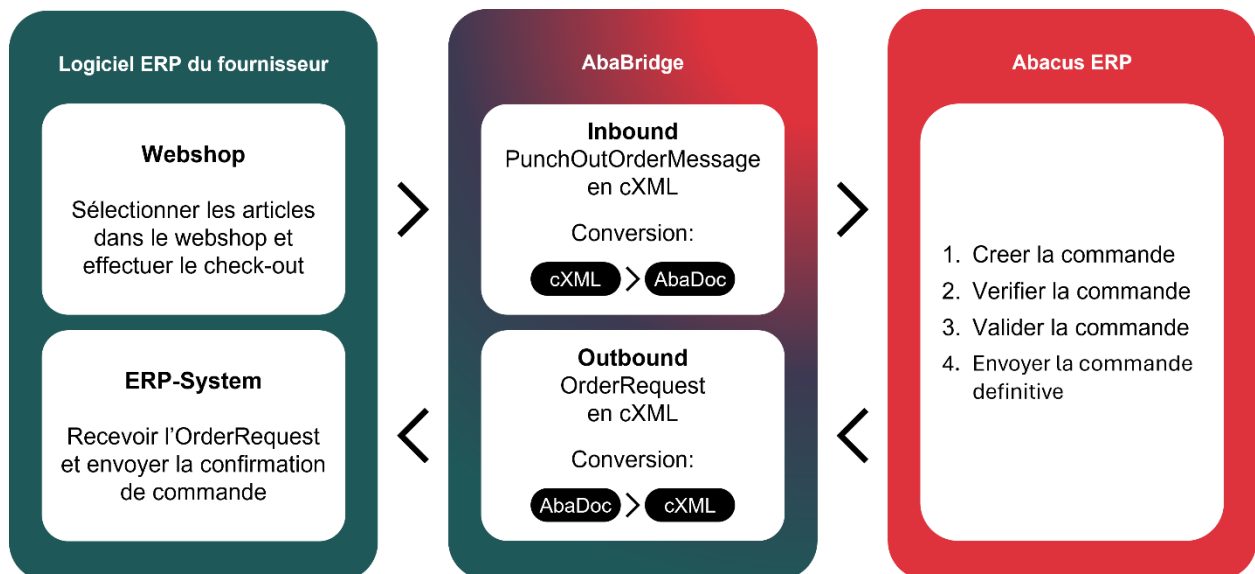 Logiciel ERP du fournisseur
Webshop
Sélectionner les articles
dans le webshop et
effectuer le check-out
ERP-System
Recevoir l'OrderRequest
et envoyer la confirmation
de commande
AbaBridge
Inbound
PunchOutOrderMessage
en cXML
Conversion:
cXML > AbaDoc
Outbound
OrderRequest
en cXML
Conversion:
AbaDoc > cXML
Abacus ERP
1. Creer la commande
2. Verifier la commande
3. Valider la commande
4. Envoyer la commande
definitive